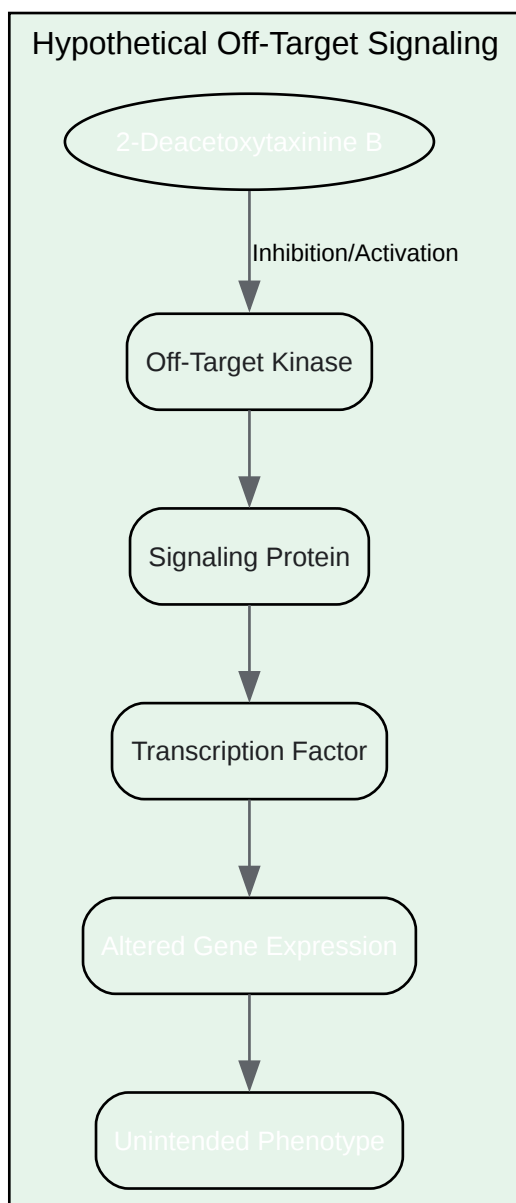 Hypothetical Off-Target Signaling
2-Deacetoxytaxinine B
Inhibition/Activation
Off-Target Kinase
Signaling Protein
Transcription Factor
Altered Gene Expression
Unintended Phenotype